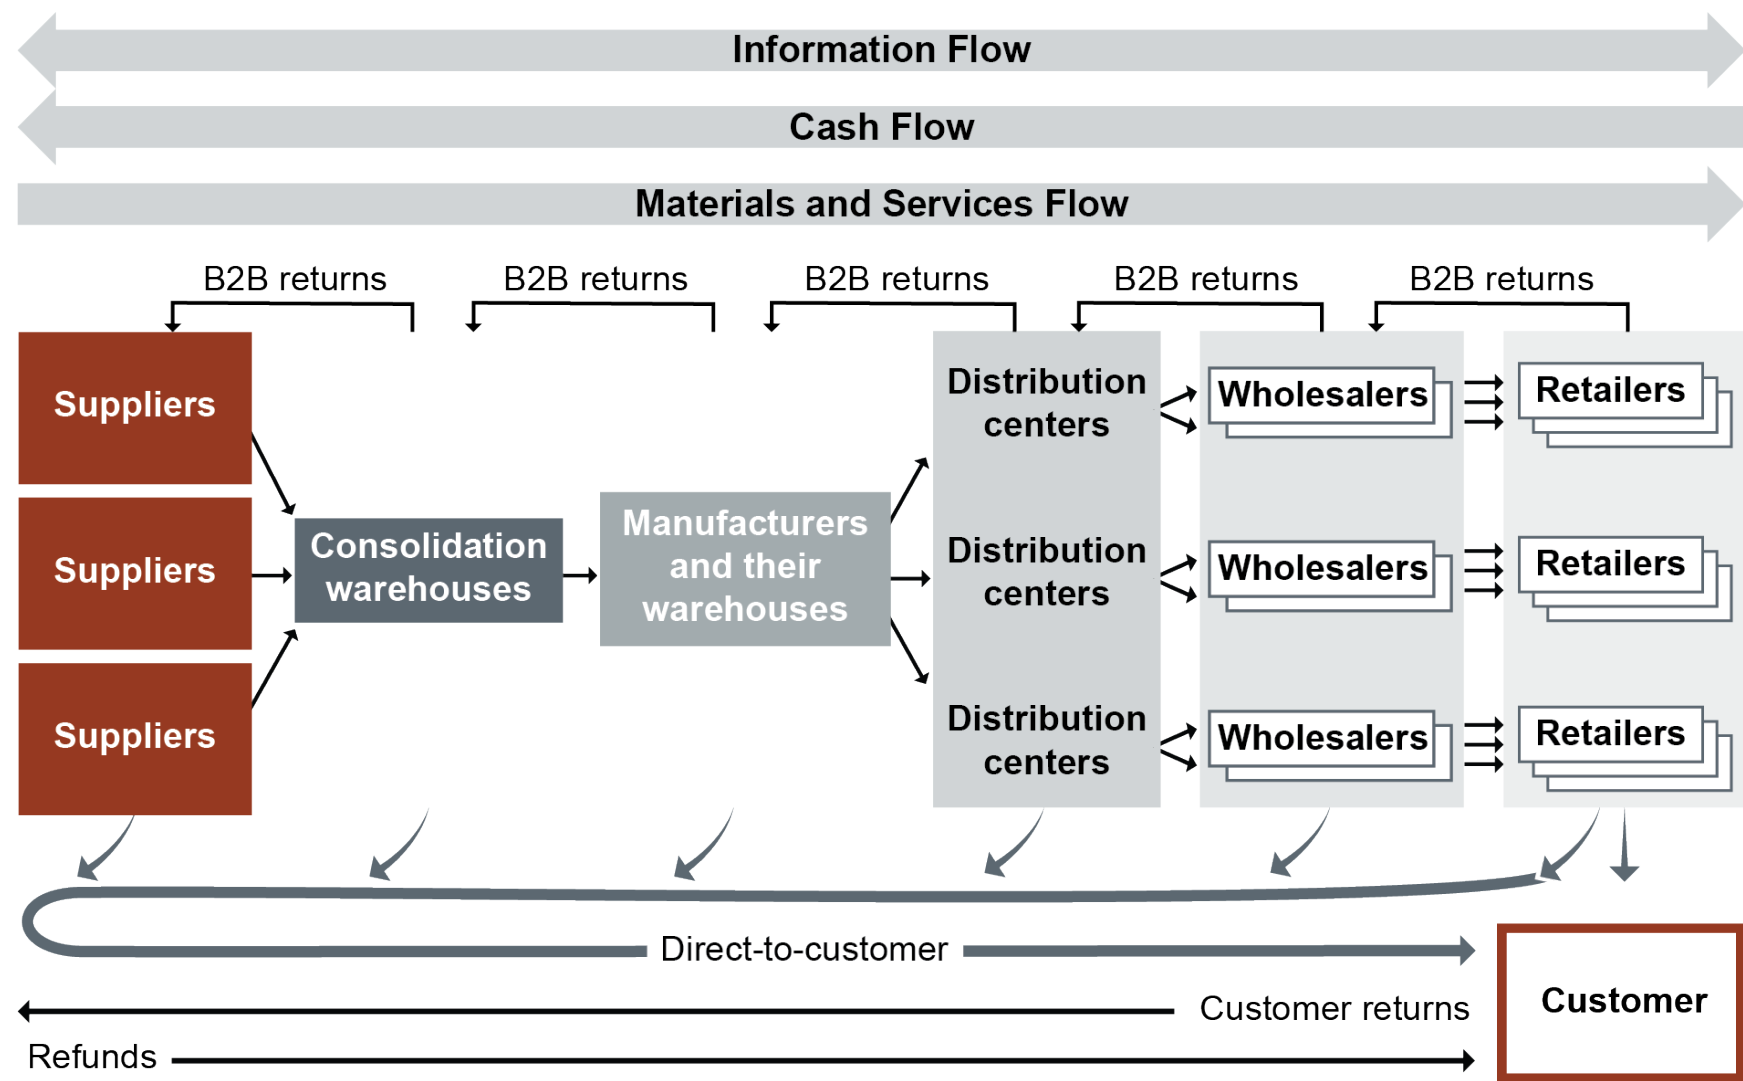 Information Flow
Cash Flow
Materials and Services Flow
B2B returns
B2B returns
B2B returns
B2B returns
B2B returns
Suppliers
Suppliers
Suppliers
Consolidation
warehouses
Manufacturers
and their
warehouses
Distribution
centers
Distribution
centers
Distribution
centers
Wholesalers
Wholesalers
Wholesalers
Retailers
Retailers
Retailers
Direct-to-customer
Customer returns
Refunds
Customer